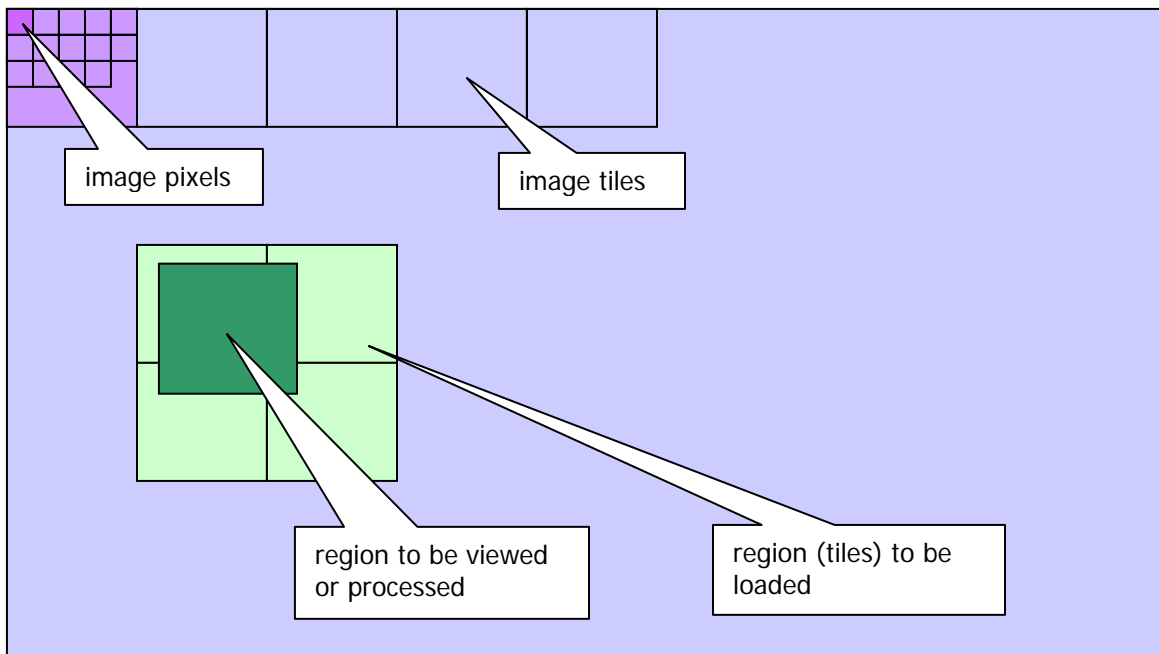 image pixels
image tiles
region to be viewed
or processed
region (tiles) to be
loaded